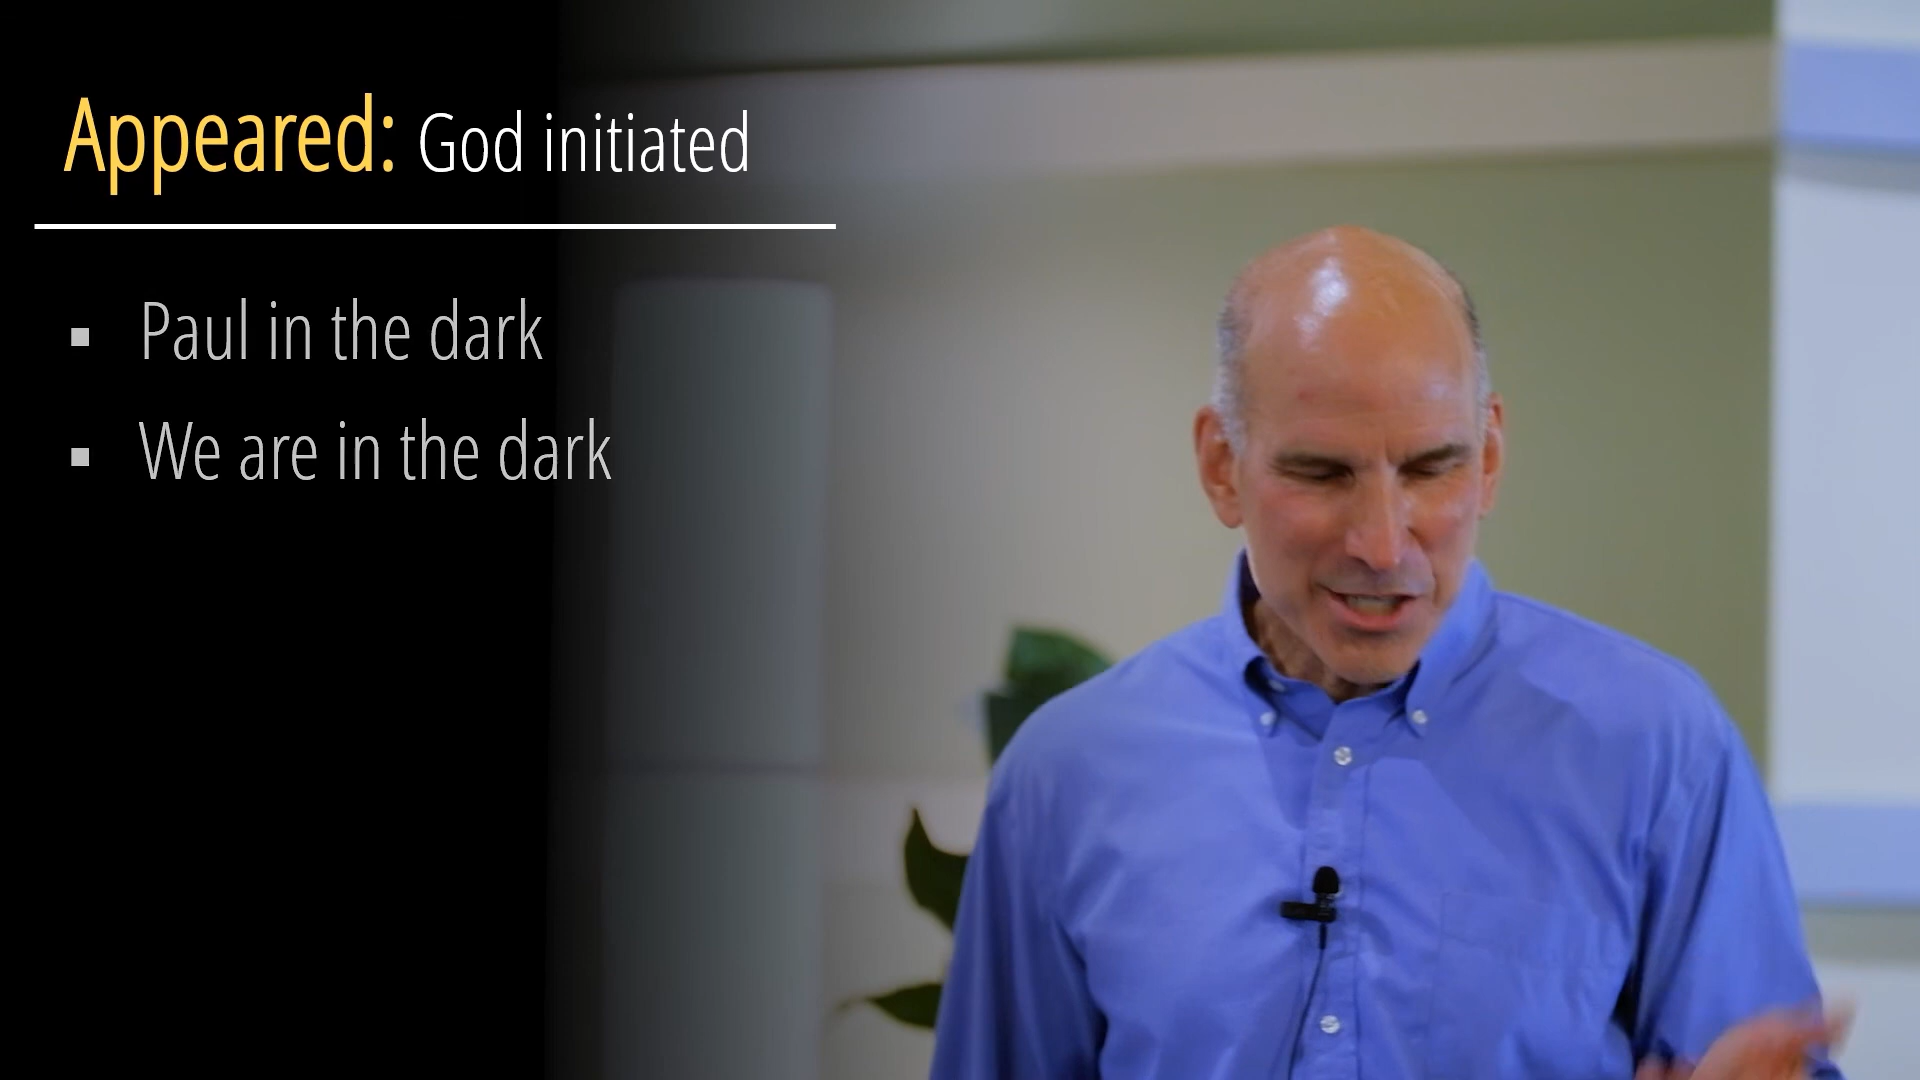 Appeared: God initiated
▪ Paul in the dark
▪ We are in the dark